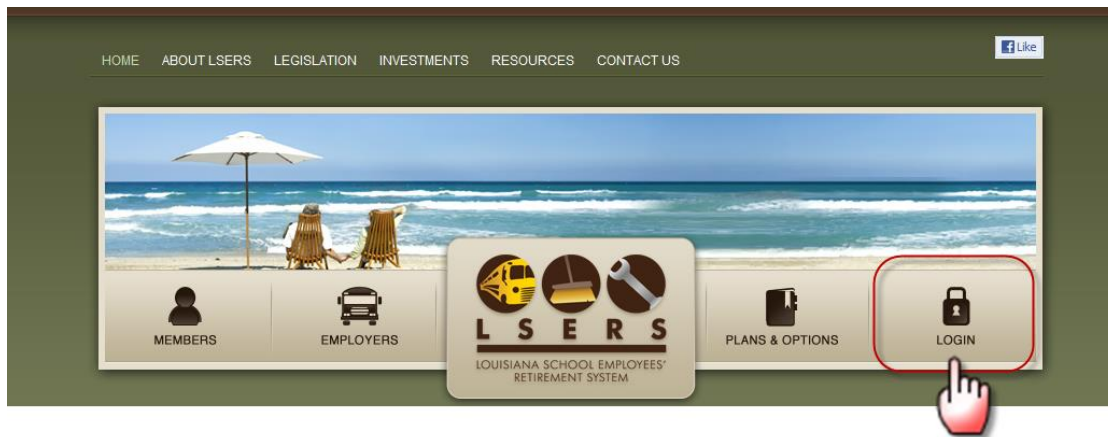 Like
HOME ABOUT LSERS LEGISLATION INVESTMENTS RESOURCES CONTACT US
MEMBERS EMPLOYERS PLANS & OPTIONS LOGIN
L S E R S
LOUISIANA SCHOOL EMPLOYEES'
RETIREMENT SYSTEM